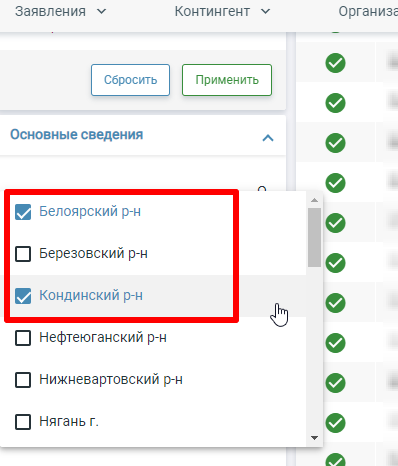 Заявления Контингент Организа
Сбросить Применить
Основные сведения
Белоярский р-н
Березовский р-н
Кондинский р-н
Нефтеюганский р-н
Нижневартовский р-н
Нягань г.